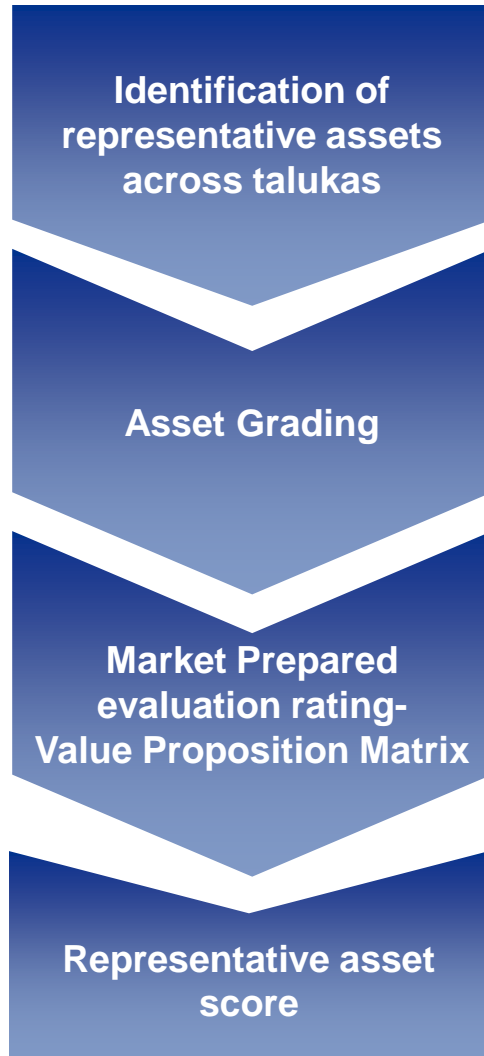 Identification of
representative assets
across talukas
Asset Grading
Market Prepared
evaluation rating-
Value Proposition Matrix
Representative asset
score